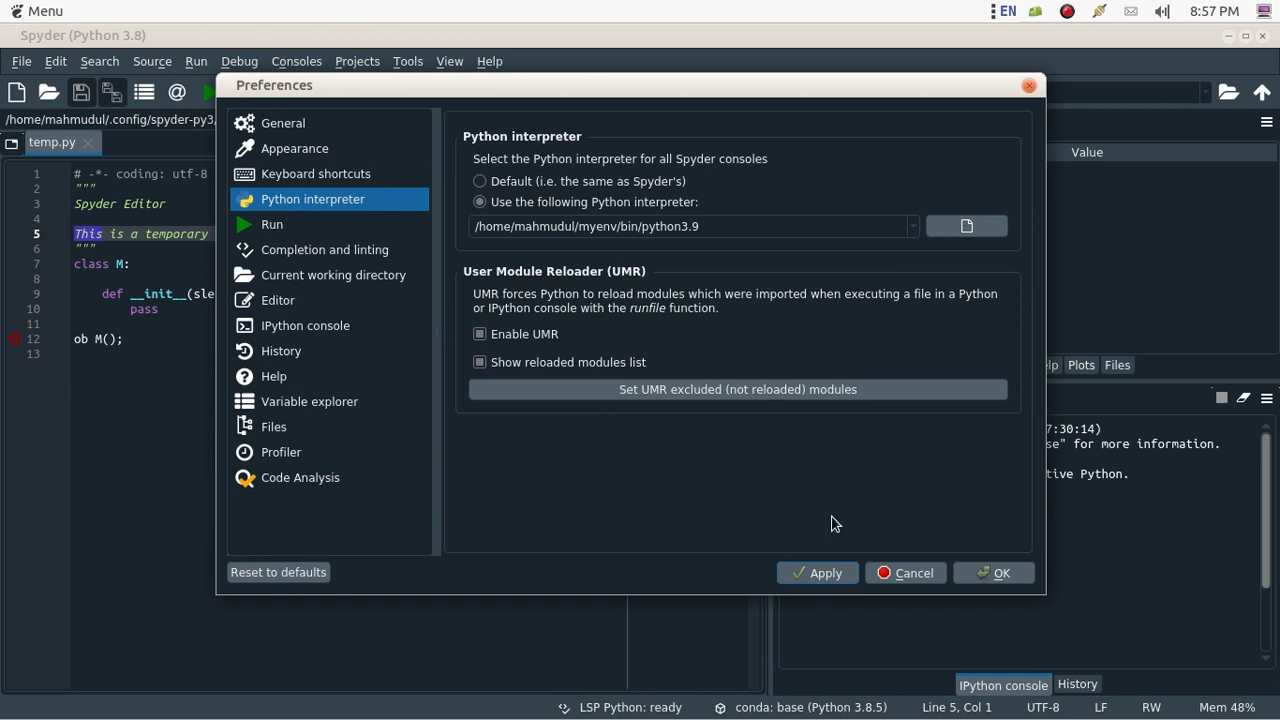 Menu
EN
8:57 PM
Spyder (Python 3.8)
File Edit Search Source Run Debug Consoles Projects Tools View Help
/home/mahmudul/.config/spyder-py3/
temp.py
1 # -*- coding: utf-8
2 """
3 Spyder Editor
4
5 This is a temporary
6 """
7 class M:
8
9 def __init__(sle
10 pass
11
12 ob M();
13
Preferences
General
Appearance
Keyboard shortcuts
Python interpreter
Run
Completion and linting
Current working directory
Editor
IPython console
History
Help
Variable explorer
Files
Profiler
Code Analysis
Python interpreter
Select the Python interpreter for all Spyder consoles
Default (i.e. the same as Spyder's)
Use the following Python interpreter:
/home/mahmudul/myenv/bin/python3.9
User Module Reloader (UMR)
UMR forces Python to reload modules which were imported when executing a file in a Python
or IPython console with the runfile function.
Enable UMR
Show reloaded modules list
Set UMR excluded (not reloaded) modules
Reset to defaults
Apply
Cancel
OK
Value
lp Plots Files
7:30:14)
se" for more information.
tive Python.
IPython console History
LSP Python: ready conda: base (Python 3.8.5) Line 5, Col 1 UTF-8 LF RW Mem 48%